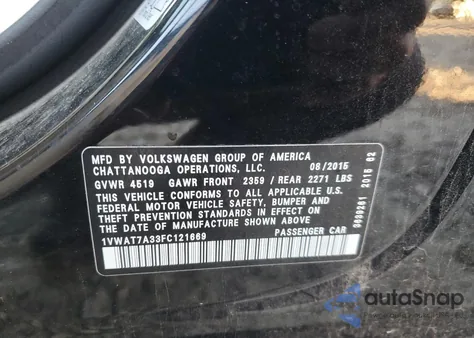 MFD BY VOLKSWAGEN GROUP OF AMERICA
CHATTANOOGA OPERATIONS, LLC. 08/2015
GVWR 4519 GAWR FRONT 2359 / REAR 2271 LBS
THIS VEHICLE CONFORMS TO ALL APPLICABLE U.S.
FEDERAL MOTOR VEHICLE SAFETY, BUMPER AND
THEFT PREVENTION STANDARDS IN EFFECT ON
THE DATE OF MANUFACTURE SHOWN ABOVE.
1VWAT7A33FC121669 PASSENGER CAR
autoSnap